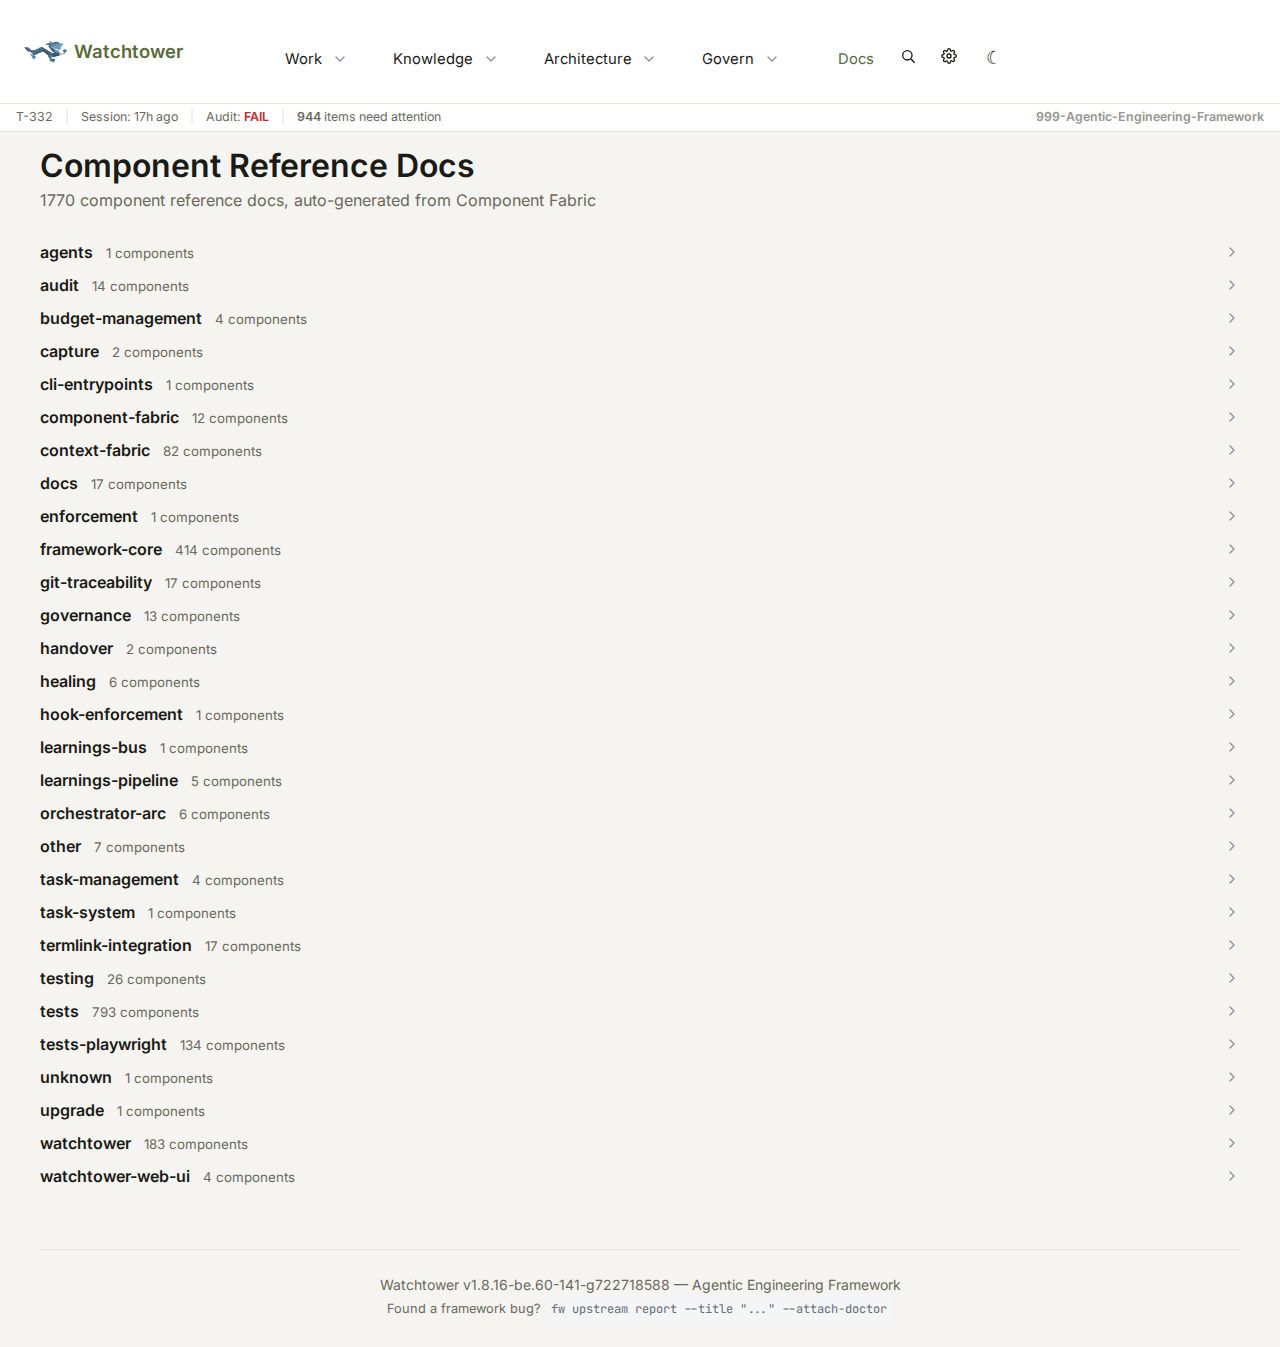 Watchtower
Work
Knowledge
Architecture
Govern
Docs
T-332
Session: 17h ago
Audit: FAIL
944 items need attention
999-Agentic-Engineering-Framework
Component Reference Docs
1770 component reference docs, auto-generated from Component Fabric
agents 1 components
audit 14 components
budget-management 4 components
capture 2 components
cli-entrypoints 1 components
component-fabric 12 components
context-fabric 82 components
docs 17 components
enforcement 1 components
framework-core 414 components
git-traceability 17 components
governance 13 components
handover 2 components
healing 6 components
hook-enforcement 1 components
learnings-bus 1 components
learnings-pipeline 5 components
orchestrator-arc 6 components
other 7 components
task-management 4 components
task-system 1 components
termlink-integration 17 components
testing 26 components
tests 793 components
tests-playwright 134 components
unknown 1 components
upgrade 1 components
watchtower 183 components
watchtower-web-ui 4 components
Watchtower v1.8.16-be.60-141-g722718588 — Agentic Engineering Framework
Found a framework bug? fw upstream report --title "..." --attach-doctor